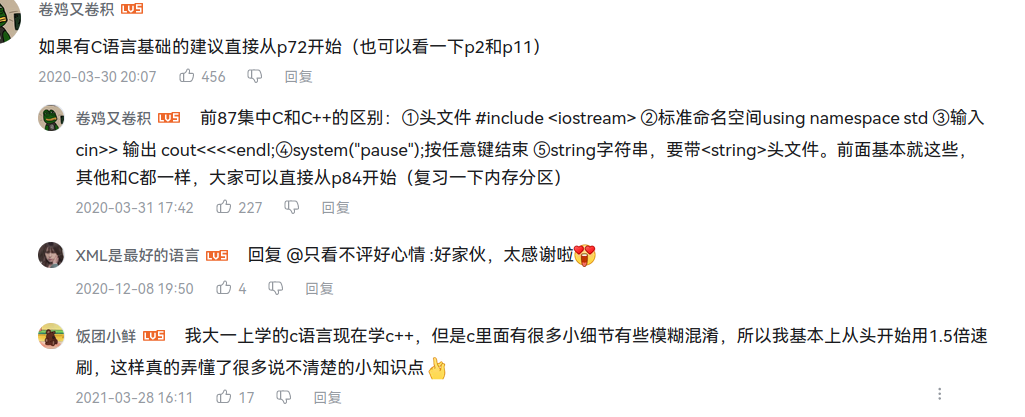 卷鸡又卷积 LV5
如果有C语言基础的建议直接从p72开始（也可以看一下p2和p11）
2020-03-30 20:07 456 回复
卷鸡又卷积 LV5 前87集中C和C++的区别：①头文件 #include <iostream> ②标准命名空间using namespace std ③输入
cin>> 输出 cout<<<<endl;④system("pause");按任意键结束 ⑤string字符串，要带<string>头文件。前面基本就这些，
其他和C都一样，大家可以直接从p84开始（复习一下内存分区）
2020-03-31 17:42 227 回复
XML是最好的语言 LV5 回复 @只看不评好心情 :好家伙，太感谢啦
2020-12-08 19:50 4 回复
饭团小鲜 LV5 我大一上学的c语言现在学c++，但是c里面有很多小细节有些模糊混淆，所以我基本上从头开始用1.5倍速
刷，这样真的弄懂了很多说不清楚的小知识点
2021-03-28 16:11 17 回复